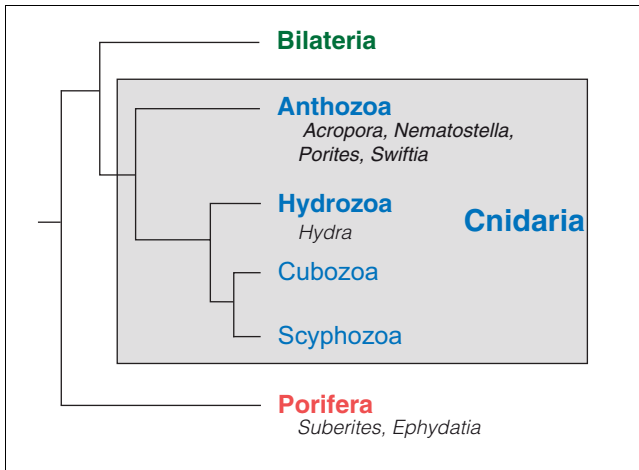 Bilateria
Anthozoa
Acropora, Nematostella,
Porites, Swiftia
Hydrozoa
Hydra
Cnidaria
Cubozoa
Scyphozoa
Porifera
Suberites, Ephydatia